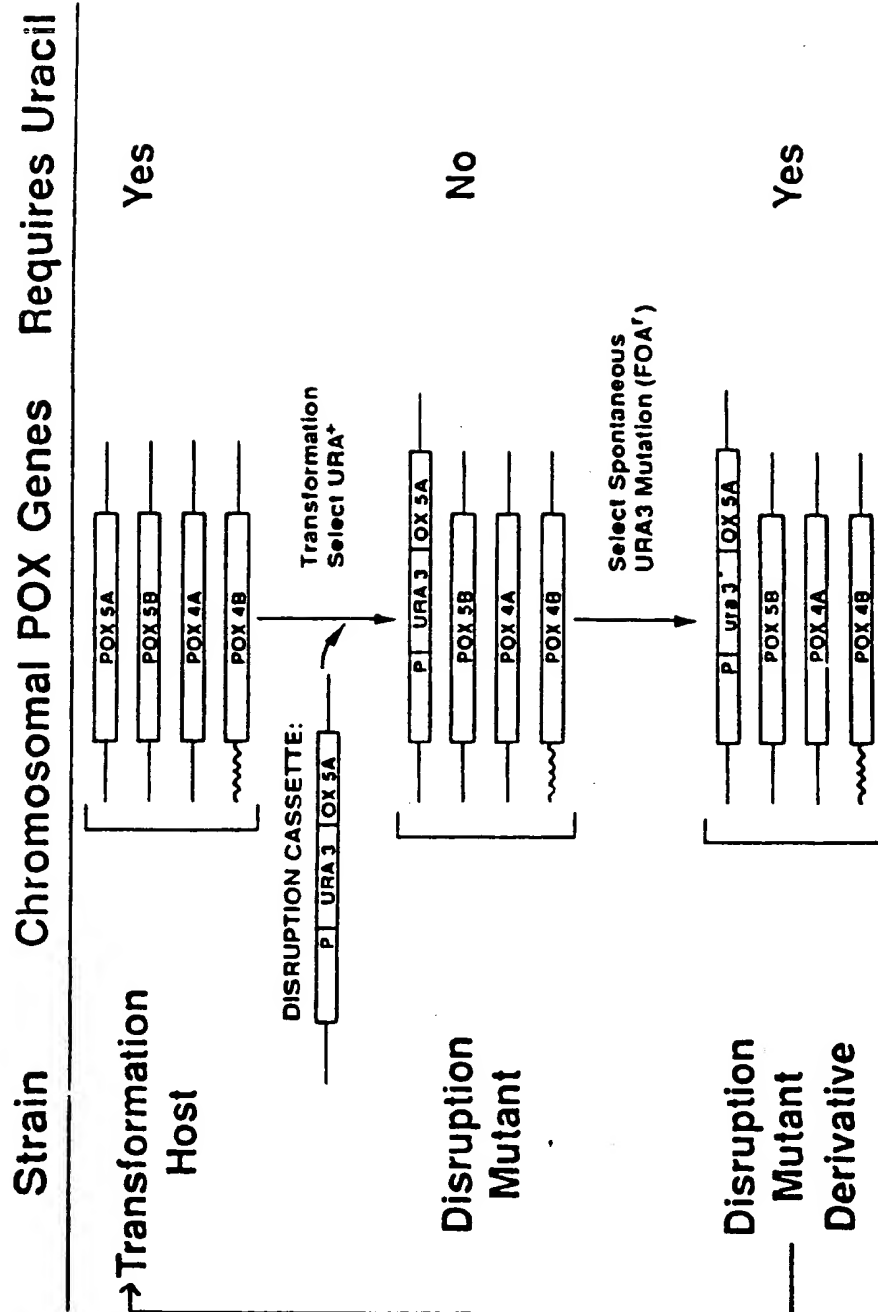 Strain Chromosomal POX Genes Requires Uracil
Transformation
Host
POX 5A
POX 5B
POX 4A
POX 4B
Yes
DISRUPTION CASSETTE:
P URA 3 OX 5A
Transformation
Select URA⁺
Disruption
Mutant
P URA 3 OX 5A
POX 5B
POX 4A
POX 4B
No
Select Spontaneous
URA3 Mutation (FOAʳ)
Disruption
Mutant
Derivative
P ura 3⁻ OX 5A
POX 5B
POX 4A
POX 4B
Yes